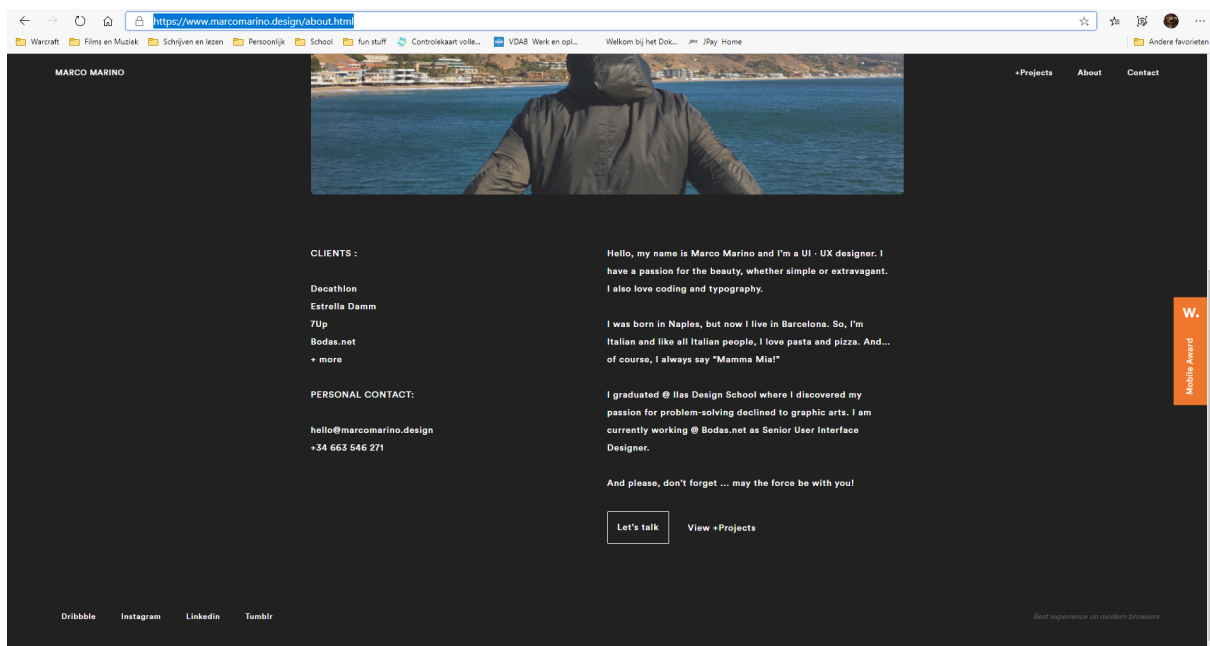 https://www.marcomarino.design/about.html
Warcraft Films en Muziek Schrijven en lezen Persoonlijk School fun stuff Controlekaart volle... VDAB Werk en opl... Welkom bij het Dok... JPay Home Andere favorieten
MARCO MARINO +Projects About Contact
CLIENTS :
Decathlon
Estrella Damm
7Up
Bodas.net
+ more
PERSONAL CONTACT:
hello@marcomarino.design
+34 663 546 271
Hello, my name is Marco Marino and I'm a UI · UX designer. I
have a passion for the beauty, whether simple or extravagant.
I also love coding and typography.
I was born in Naples, but now I live in Barcelona. So, I'm
Italian and like all Italian people, I love pasta and pizza. And...
of course, I always say "Mamma Mia!"
I graduated @ Ilas Design School where I discovered my
passion for problem-solving declined to graphic arts. I am
currently working @ Bodas.net as Senior User Interface
Designer.
And please, don't forget ... may the force be with you!
Let's talk View +Projects
W.
Mobile Award
Dribbble Instagram Linkedin Tumblr Best experience on modern browsers